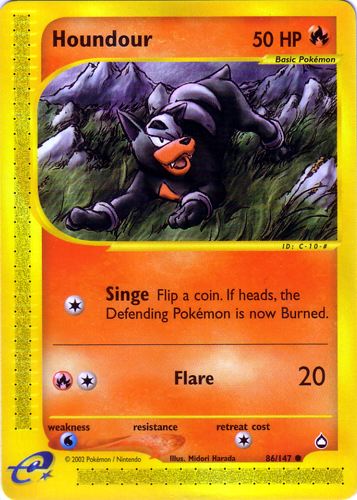 Houndour
50 HP
Basic Pokémon
ID: C-10-#
Singe Flip a coin. If heads, the
Defending Pokémon is now Burned.
Flare 20
weakness resistance retreat cost
© 2002 Pokémon / Nintendo Illus. Midori Harada 86/147 ●
e